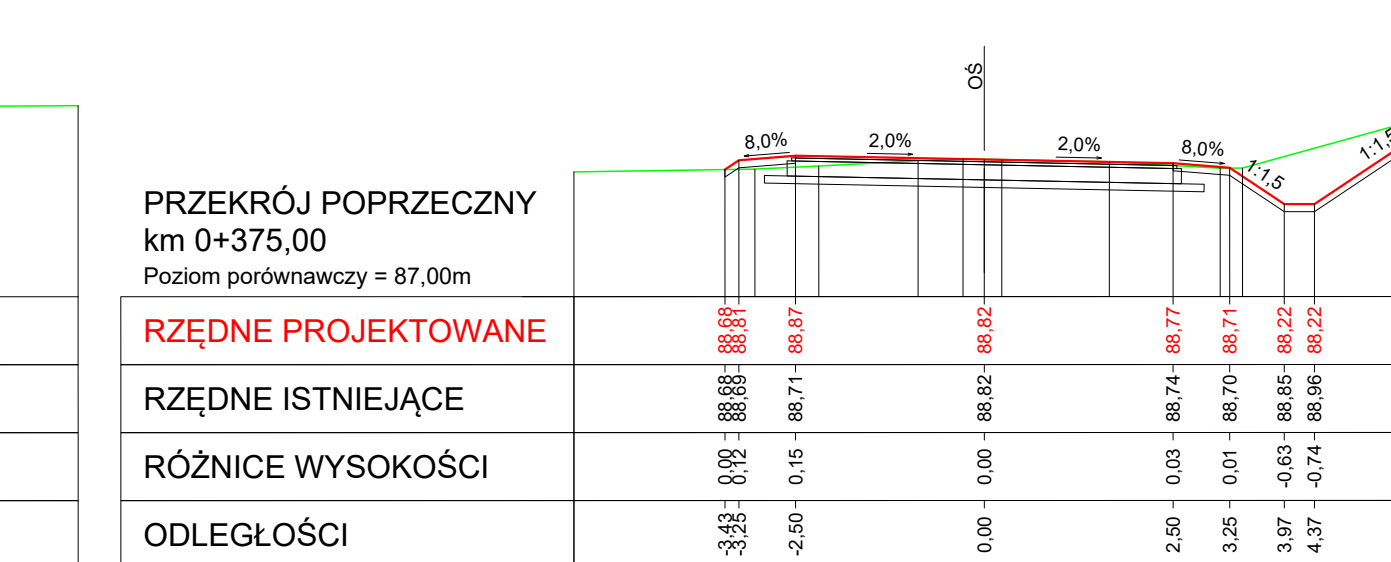 OŚ
8,0%
2,0%
2,0%
8,0%
1:1,5
1:1,5
PRZEKRÓJ POPRZECZNY
km 0+375,00
Poziom porównawczy = 87,00m
RZĘDNE PROJEKTOWANE 88,68 88,81 88,87 88,82 88,77 88,71 88,22 88,22
RZĘDNE ISTNIEJĄCE 88,68 88,69 88,71 88,82 88,74 88,70 88,85 88,96
RÓŻNICE WYSOKOŚCI 0,00 0,12 0,15 0,00 0,03 0,01 -0,63 -0,74
ODLEGŁOŚCI -3,43 -3,25 -2,50 0,00 2,50 3,25 3,97 4,37